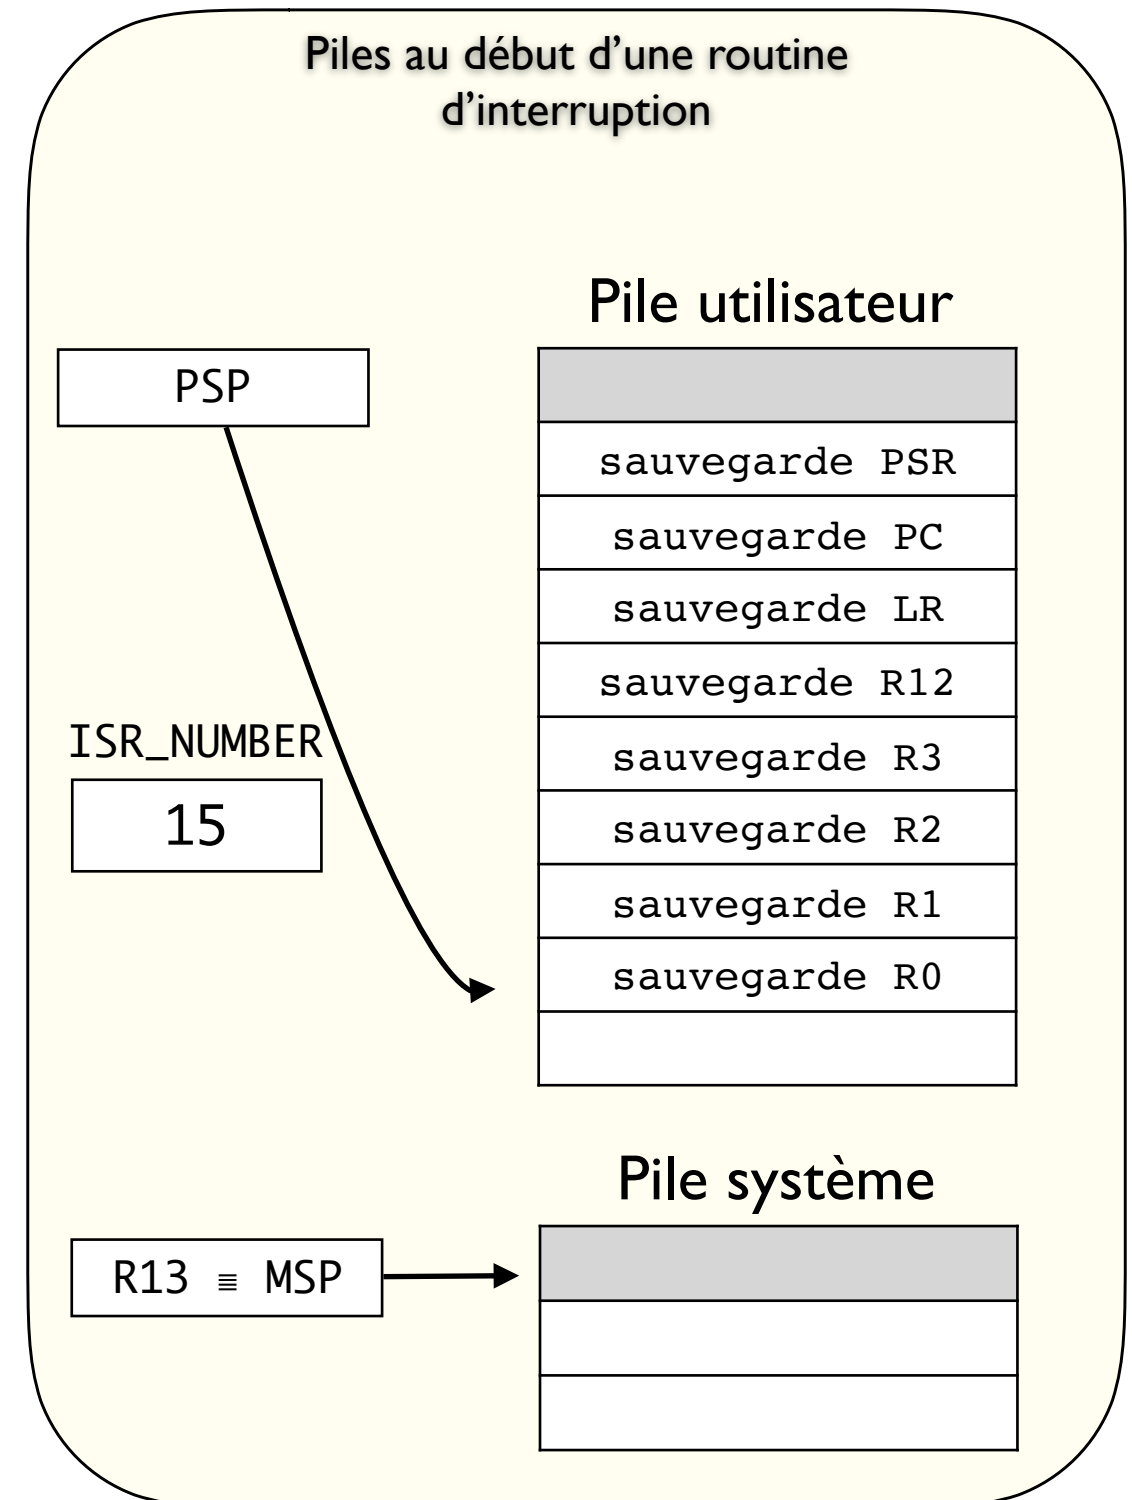 Piles au début d’une routine
d’interruption
Pile utilisateur
PSP
sauvegarde PSR
sauvegarde PC
sauvegarde LR
sauvegarde R12
ISR_NUMBER
sauvegarde R3
15
sauvegarde R2
sauvegarde R1
sauvegarde R0
Pile système
R13 ≡ MSP